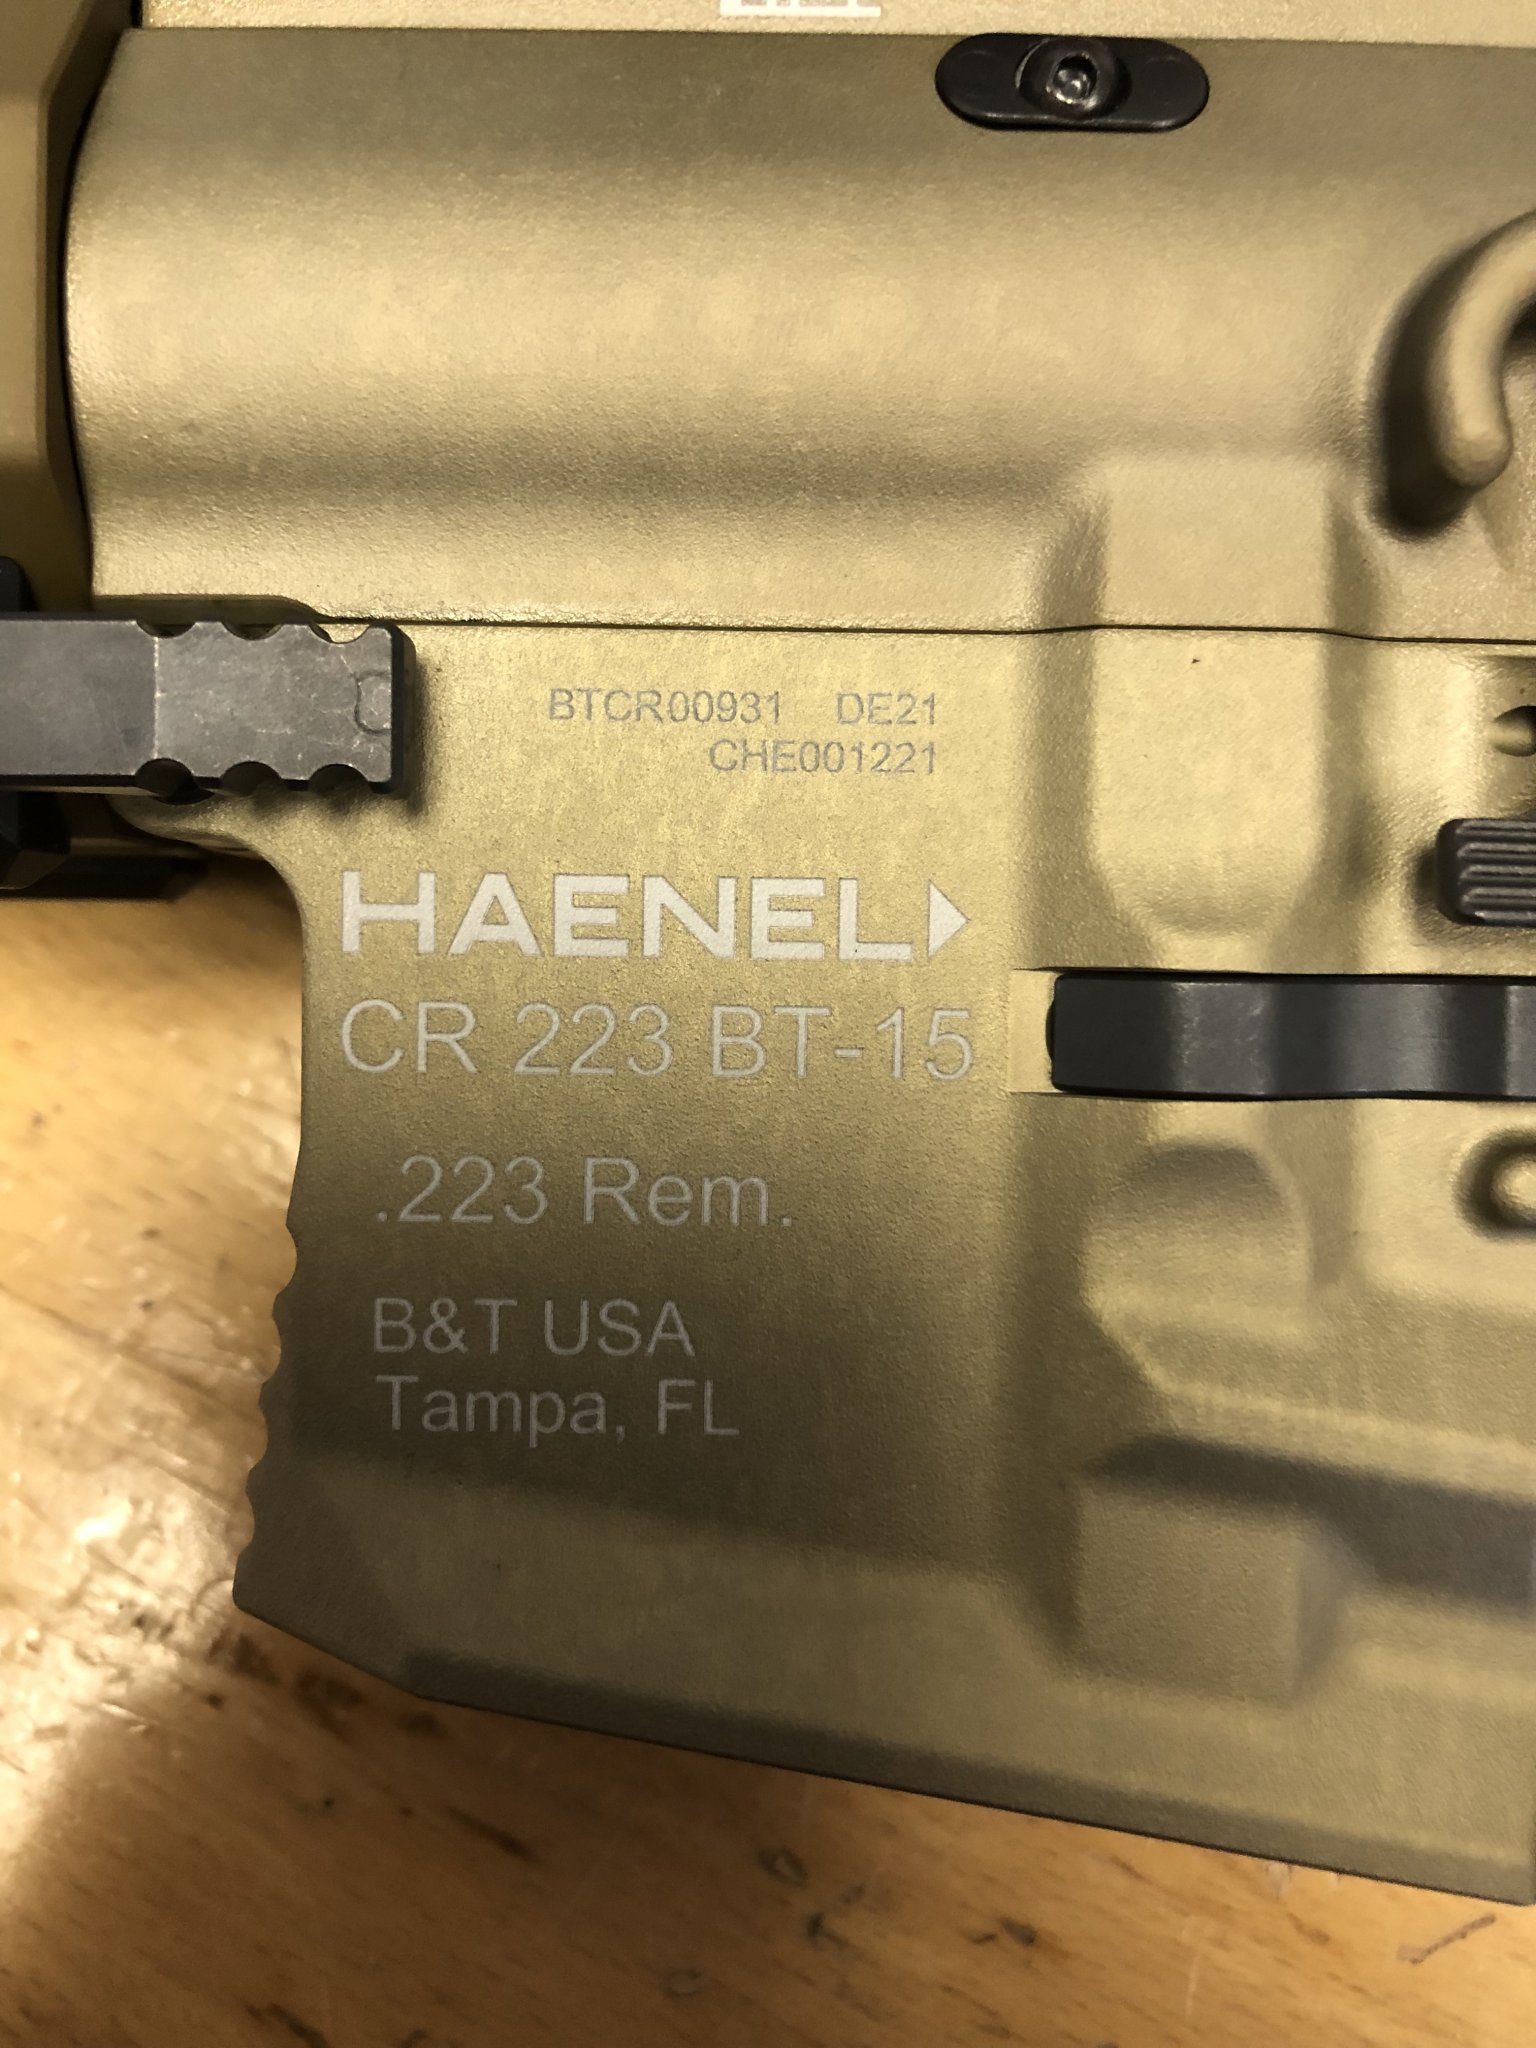 BTCR00931 DE21
CHE001221
HAENEL
CR 223 BT-15
.223 Rem.
B&T USA
Tampa, FL